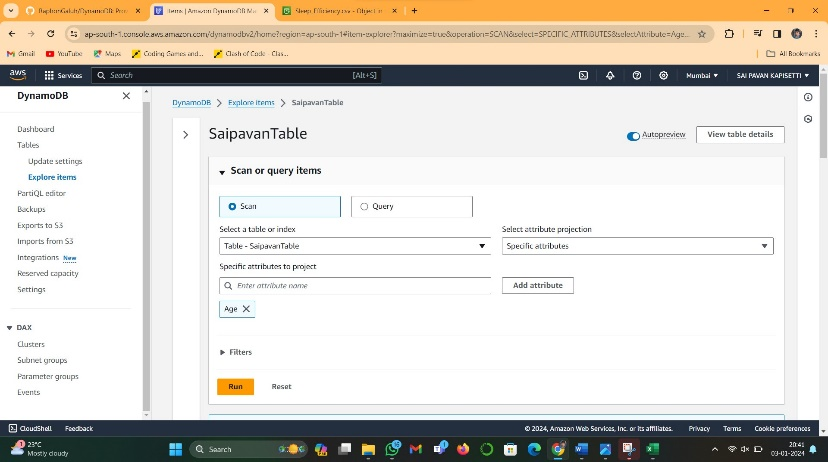 RaptonGaluh/DynamoDB: Proj
Items | Amazon DynamoDB Ma
Sleep_Efficiency.csv - Object in
ap-south-1.console.aws.amazon.com/dynamodbv2/home?region=ap-south-1#item-explorer?maximize=true&operation=SCAN&select=SPECIFIC_ATTRIBUTES&selectAttribute=Age...
Gmail YouTube Maps Coding Games and... Clash of Code - Clas... All Bookmarks
aws Services Search [Alt+S] Mumbai SAI PAVAN KAPISETTI
DynamoDB
Dashboard
Tables
Update settings
Explore items
PartiQL editor
Backups
Exports to S3
Imports from S3
Integrations New
Reserved capacity
Settings
DAX
Clusters
Subnet groups
Parameter groups
Events
DynamoDB > Explore items > SaipavanTable
SaipavanTable
Autopreview View table details
Scan or query items
Scan Query
Select a table or index Select attribute projection
Table - SaipavanTable Specific attributes
Specific attributes to project
Enter attribute name Add attribute
Age
Filters
Run Reset
CloudShell Feedback © 2024, Amazon Web Services, Inc. or its affiliates. Privacy Terms Cookie preferences
23°C
Mostly cloudy
Search
20:41
03-01-2024